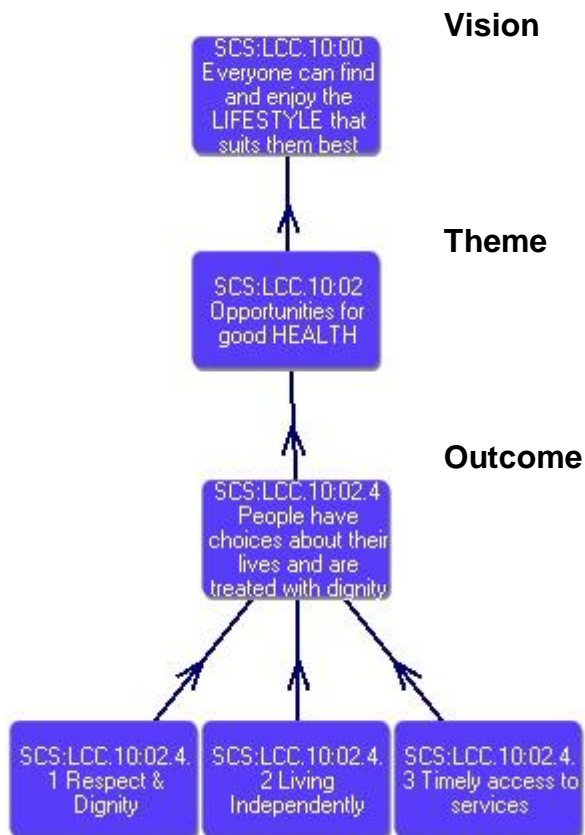 Vision
SCS:LCC.10:00
Everyone can find
and enjoy the
LIFESTYLE that
suits them best
Theme
SCS:LCC.10:02
Opportunities for
good HEALTH
Outcome
SCS:LCC.10:02.4
People have
choices about their
lives and are
treated with dignity
SCS:LCC.10:02.4.
1 Respect &
Dignity
SCS:LCC.10:02.4.
2 Living
Independently
SCS:LCC.10:02.4.
3 Timely access to
services